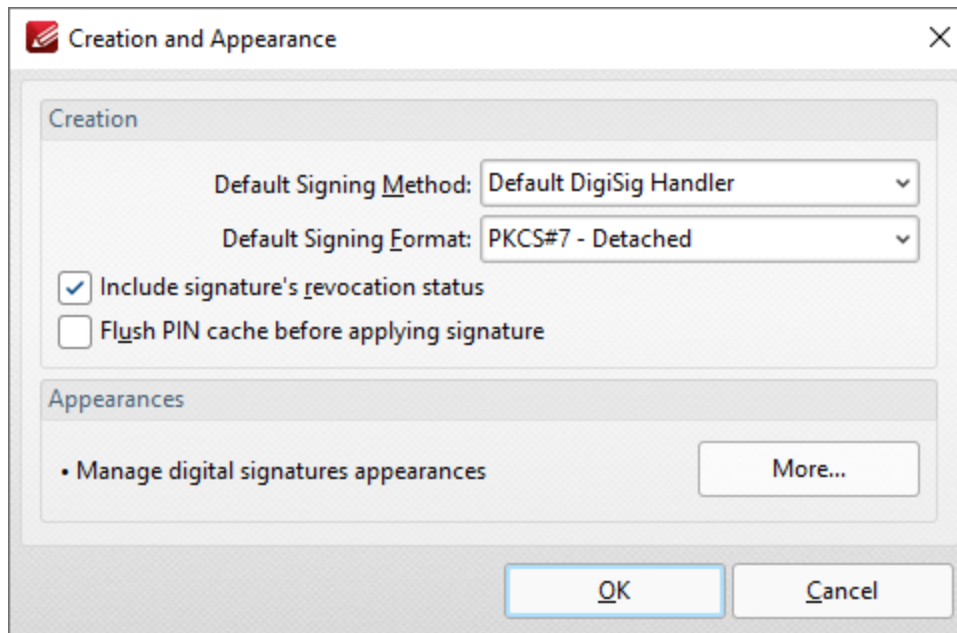 Creation and Appearance
Creation
Default Signing Method: Default DigiSig Handler
Default Signing Format: PKCS#7 - Detached
Include signature's revocation status
Flush PIN cache before applying signature
Appearances
• Manage digital signatures appearances More...
OK Cancel